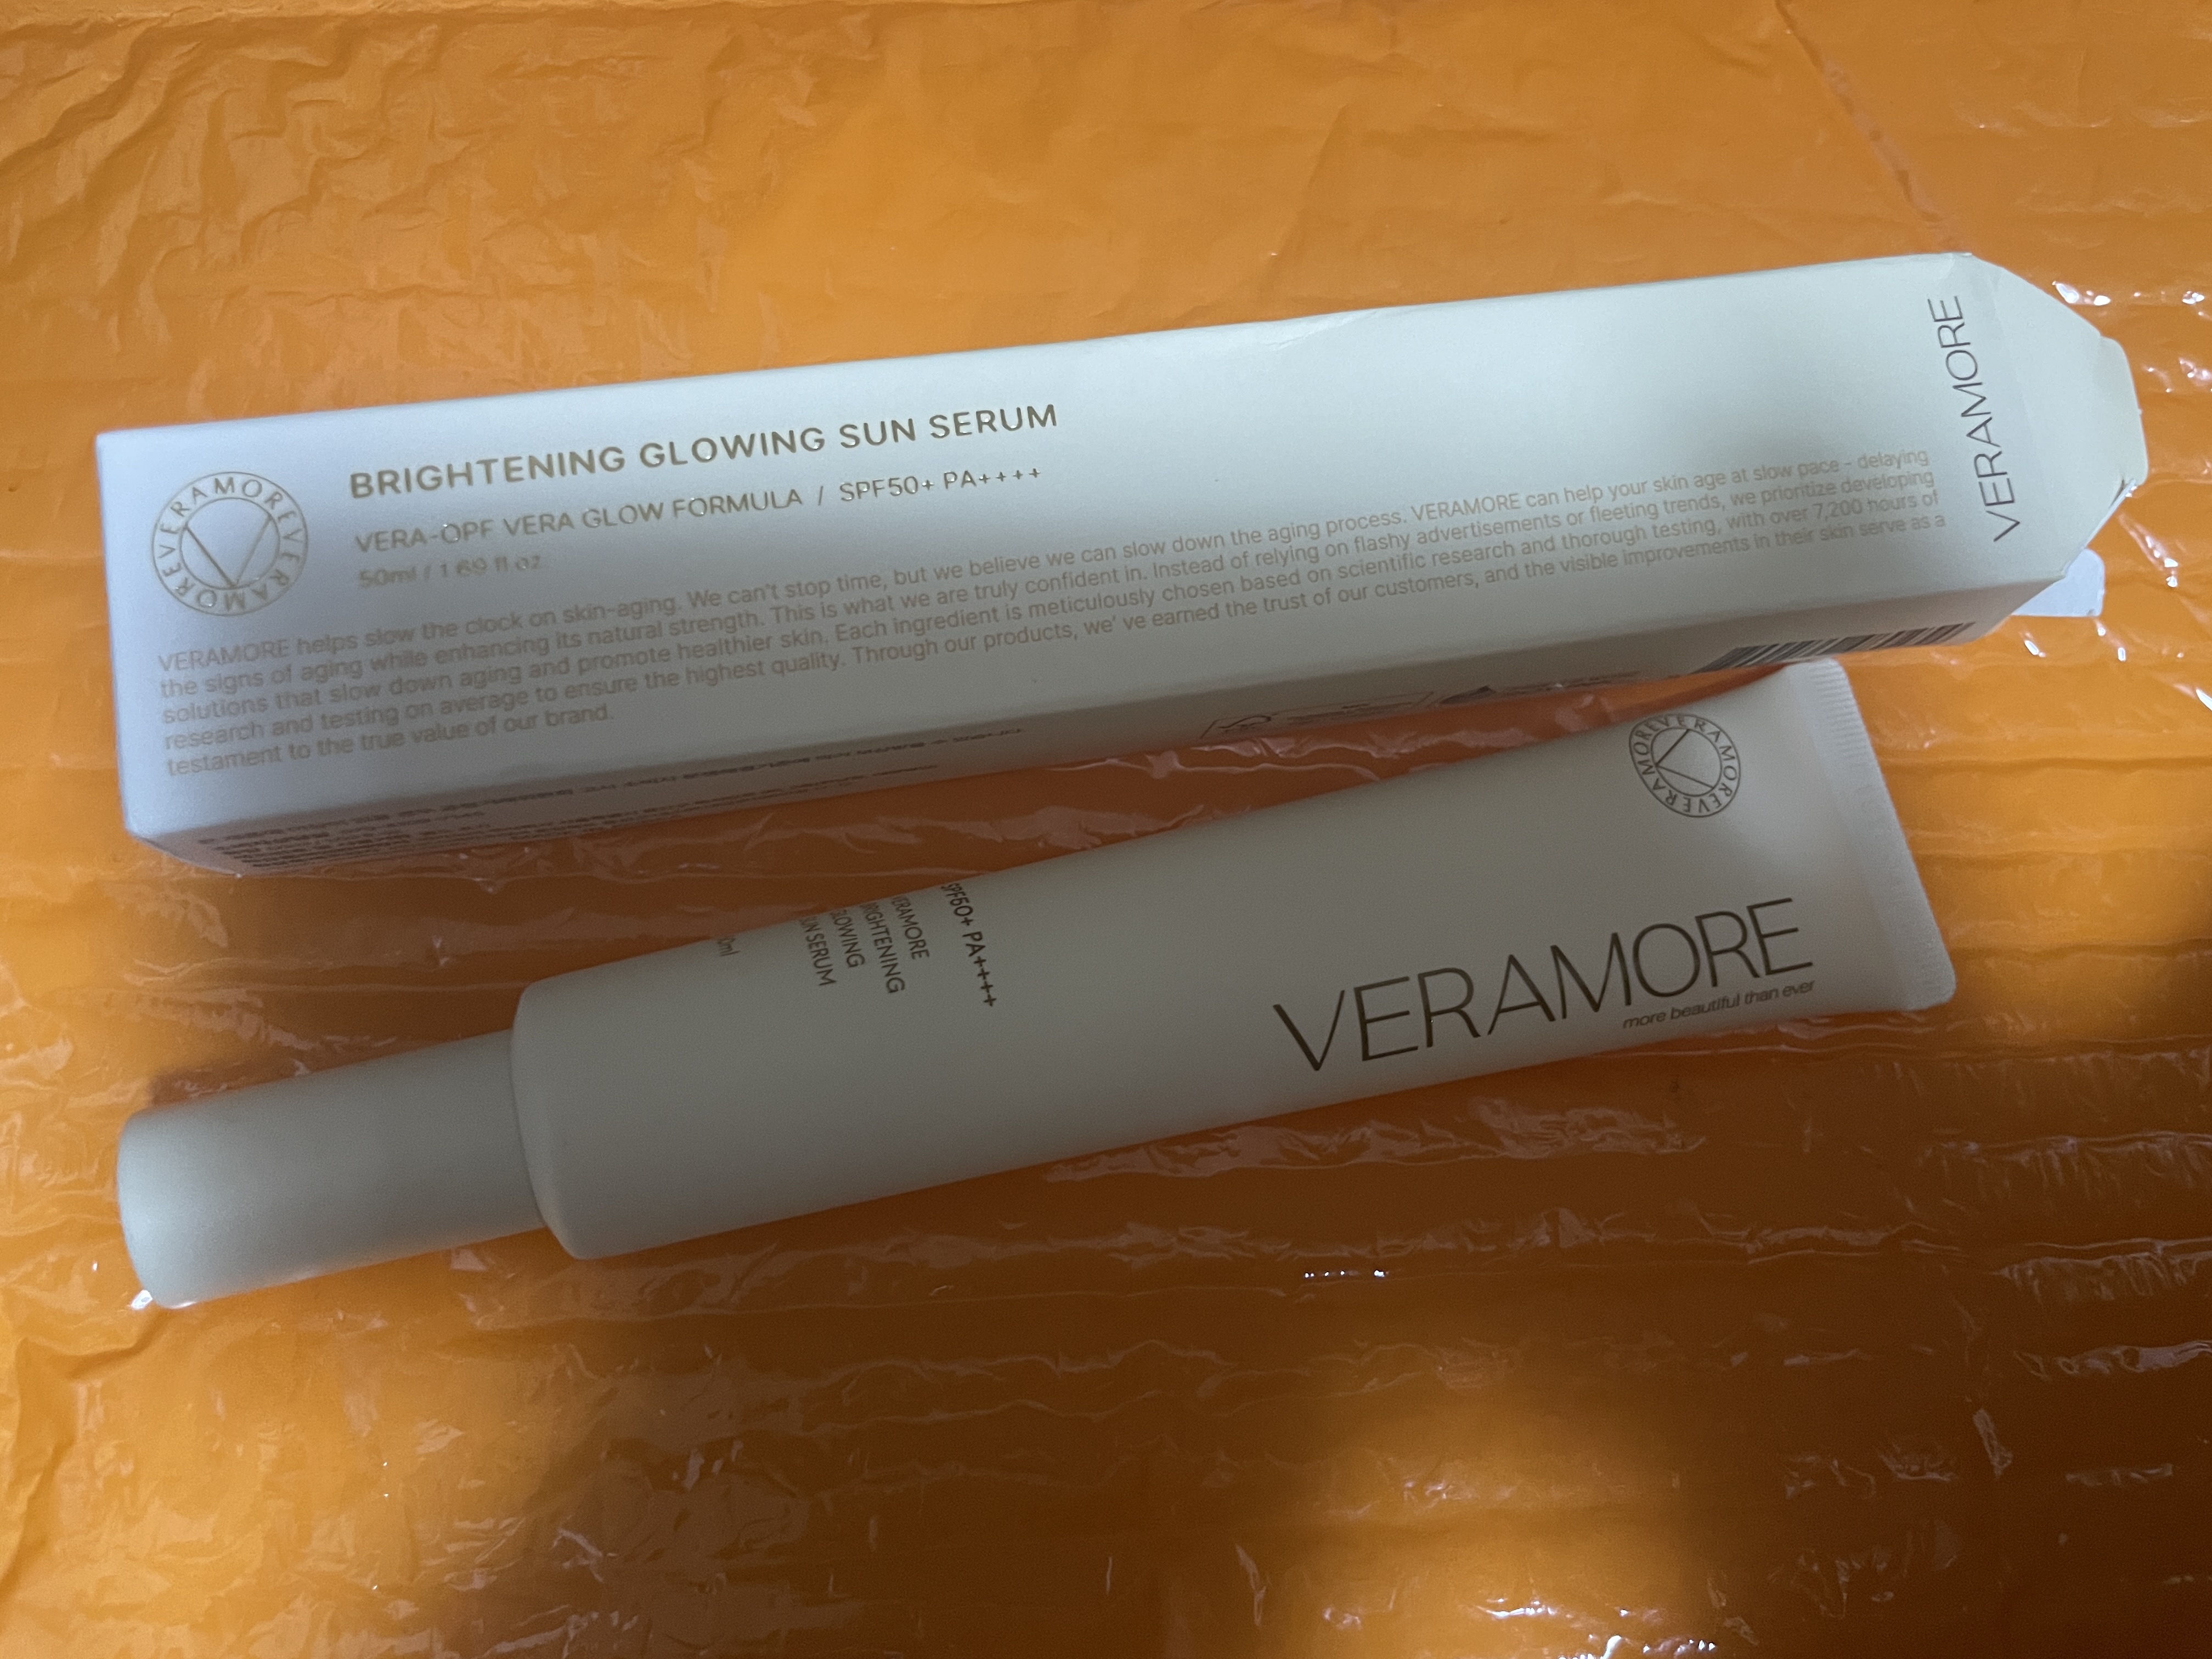 BRIGHTENING GLOWING SUN SERUM
VERA-OPF VERA GLOW FORMULA / SPF50+ PA++++
50ml / 1.69 fl oz
VERAMOREVERAMOREVERAMORE
VERAMORE helps slow the clock on skin-aging. We can't stop time, but we believe we can slow down the aging process. VERAMORE can help your skin age at slow pace - delaying
the signs of aging while enhancing its natural strength. This is what we are truly confident in. Instead of relying on flashy advertisements or fleeting trends, we prioritize developing
solutions that slow down aging and promote healthier skin. Each ingredient is meticulously chosen based on scientific research and thorough testing, with over 7,200 hours of
research and testing on average to ensure the highest quality. Through our products, we' ve earned the trust of our customers, and the visible improvements in their skin serve as a
testament to the true value of our brand.
VERAMORE
VERAMOREVERAMOREVERAMORE
VERAMORE
more beautiful than ever
SPF50+ PA++++
ERAMORE
RIGHTENING
LOWING
UN SERUM
0ml